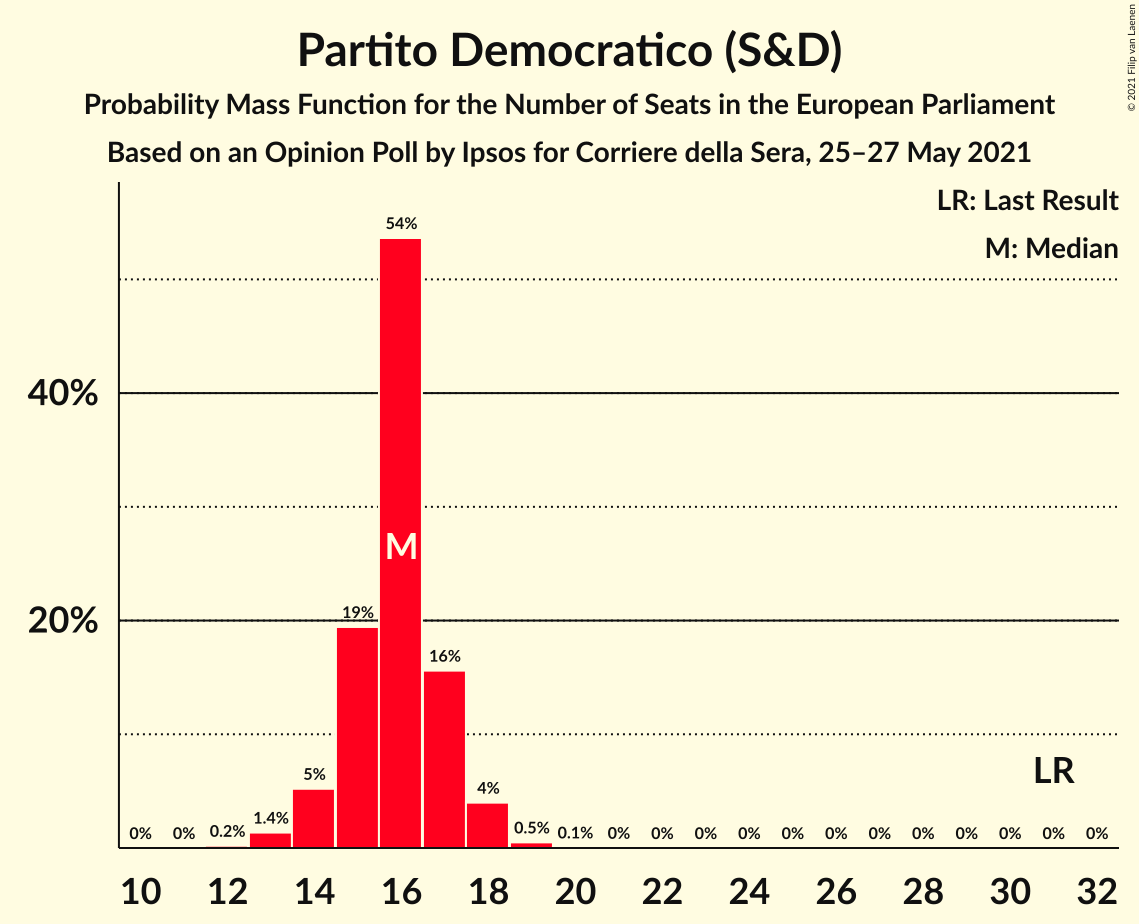 Partito Democratico (S&D)
Probability Mass Function for the Number of Seats in the European Parliament
Based on an Opinion Poll by Ipsos for Corriere della Sera, 25–27 May 2021
© 2021 Filip van Laenen
LR: Last Result
M: Median
54%
40%
M
20%
19%
16%
LR
0% 0% 0.2% 1.4% 5% 4% 0.5% 0.1% 0% 0% 0% 0% 0% 0% 0% 0% 0% 0% 0% 0%
10 12 14 16 18 20 22 24 26 28 30 32